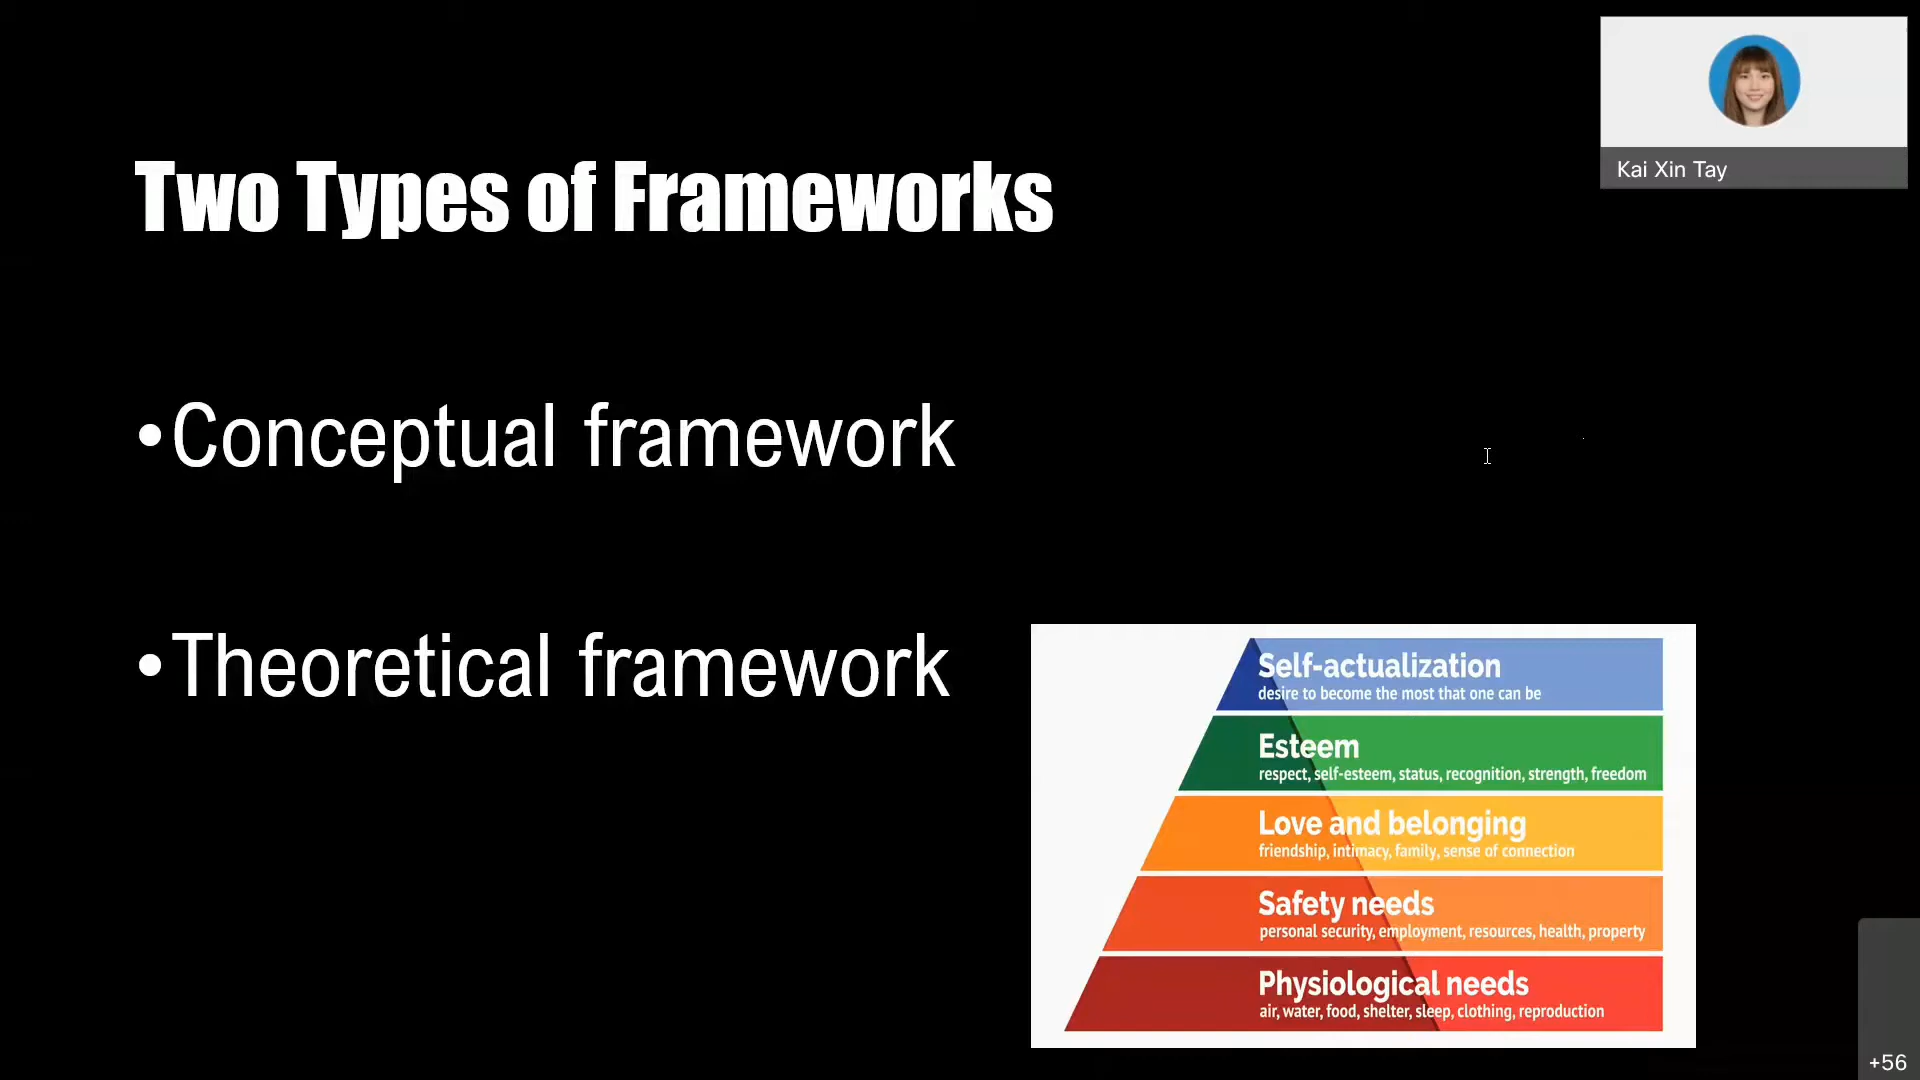 Kai Xin Tay
Two Types of Frameworks
•Conceptual framework
•Theoretical framework
Self-actualization
desire to become the most that one can be
Esteem
respect, self-esteem, status, recognition, strength, freedom
Love and belonging
friendship, intimacy, family, sense of connection
Safety needs
personal security, employment, resources, health, property
Physiological needs
air, water, food, shelter, sleep, clothing, reproduction
+56